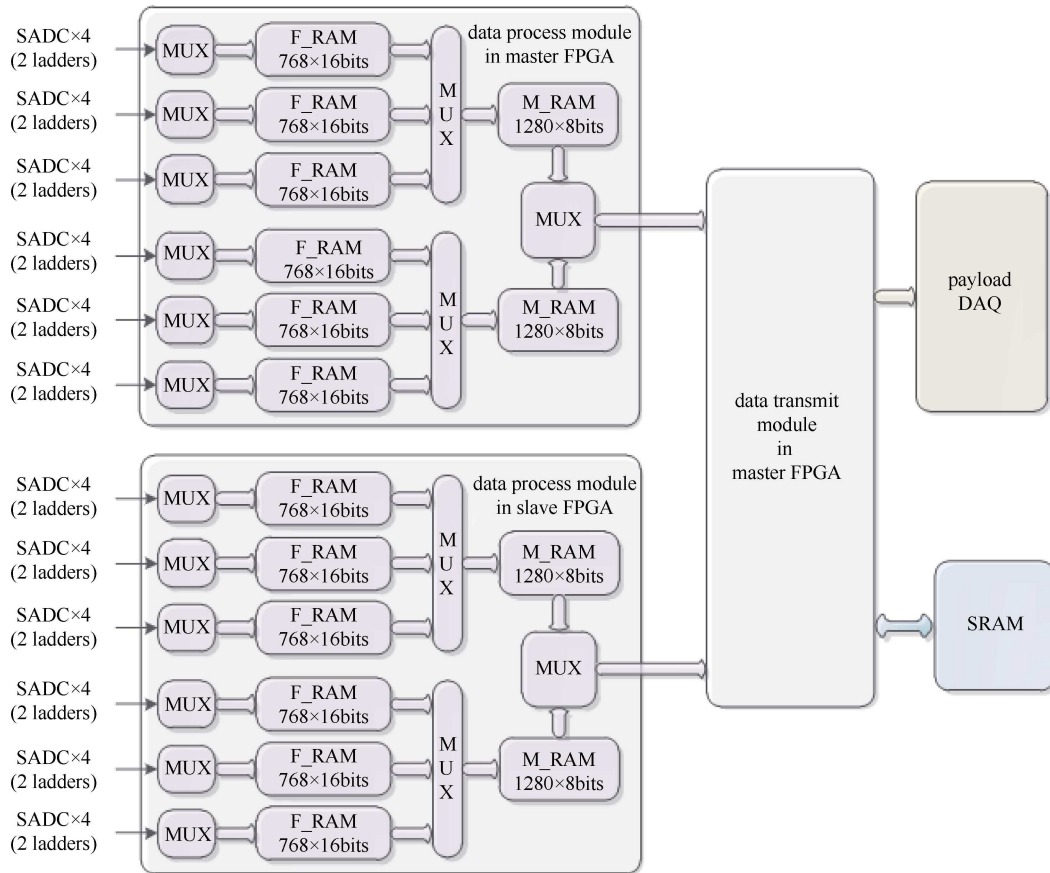 SADC×4
(2 ladders)
MUX
F_RAM
768×16bits
SADC×4
(2 ladders)
MUX
F_RAM
768×16bits
SADC×4
(2 ladders)
MUX
F_RAM
768×16bits
M
U
X
data process module
in master FPGA
M_RAM
1280×8bits
MUX
SADC×4
(2 ladders)
MUX
F_RAM
768×16bits
SADC×4
(2 ladders)
MUX
F_RAM
768×16bits
SADC×4
(2 ladders)
MUX
F_RAM
768×16bits
M
U
X
M_RAM
1280×8bits
SADC×4
(2 ladders)
MUX
F_RAM
768×16bits
SADC×4
(2 ladders)
MUX
F_RAM
768×16bits
SADC×4
(2 ladders)
MUX
F_RAM
768×16bits
M
U
X
data process module
in slave FPGA
M_RAM
1280×8bits
MUX
SADC×4
(2 ladders)
MUX
F_RAM
768×16bits
SADC×4
(2 ladders)
MUX
F_RAM
768×16bits
SADC×4
(2 ladders)
MUX
F_RAM
768×16bits
M
U
X
M_RAM
1280×8bits
data transmit
module
in
master FPGA
payload
DAQ
SRAM